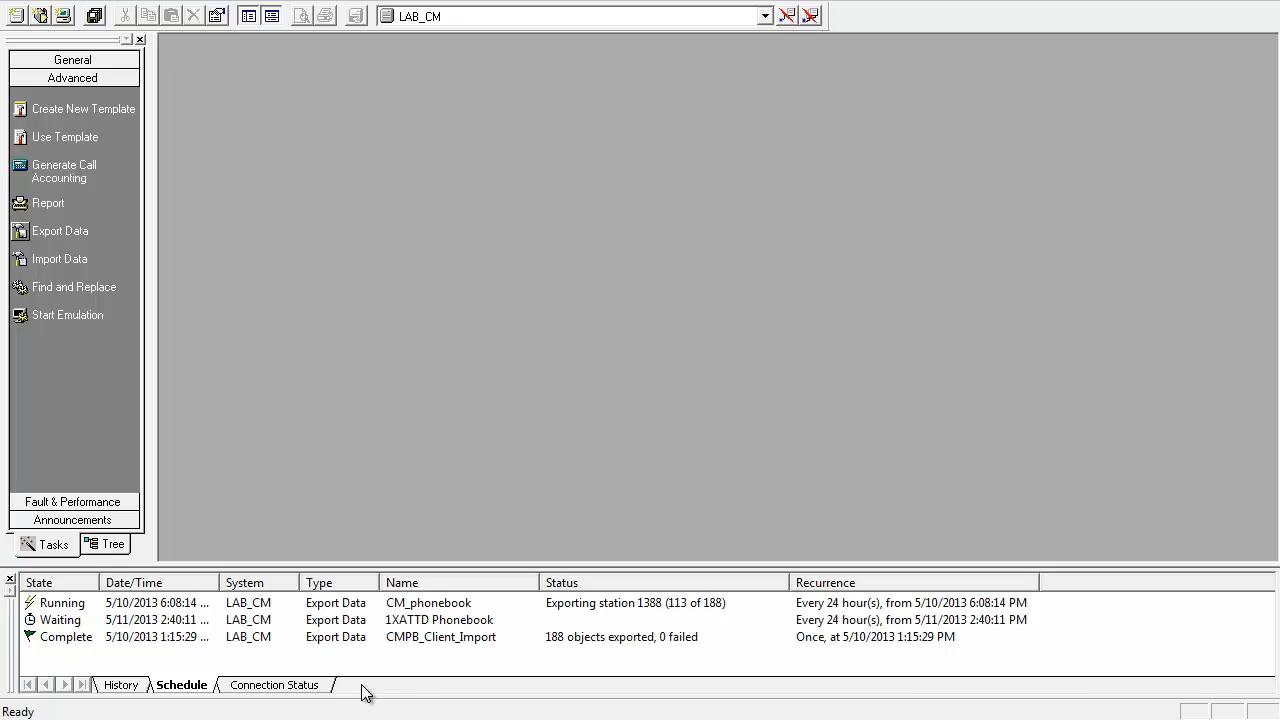 LAB_CM
General
Advanced
Create New Template
Use Template
Generate Call
Accounting
Report
Export Data
Import Data
Find and Replace
Start Emulation
Fault & Performance
Announcements
Tasks Tree
State Date/Time System Type Name Status Recurrence
Running 5/10/2013 6:08:14 ... LAB_CM Export Data CM_phonebook Exporting station 1388 (113 of 188) Every 24 hour(s), from 5/10/2013 6:08:14 PM
Waiting 5/11/2013 2:40:11 ... LAB_CM Export Data 1XATTD Phonebook Every 24 hour(s), from 5/11/2013 2:40:11 PM
Complete 5/10/2013 1:15:29 ... LAB_CM Export Data CMPB_Client_Import 188 objects exported, 0 failed Once, at 5/10/2013 1:15:29 PM
History Schedule Connection Status
Ready